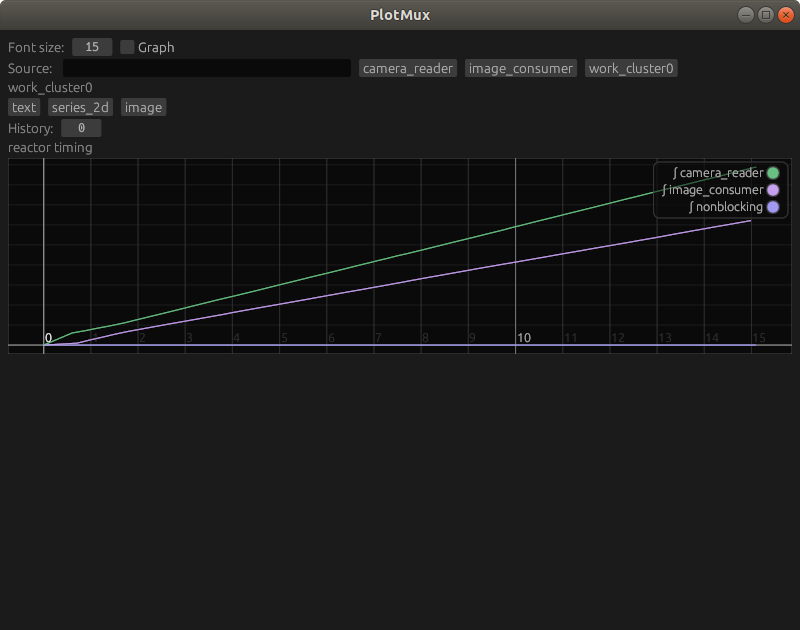 PlotMux
Font size: 15 Graph
Source: camera_reader image_consumer work_cluster0
work_cluster0
text series_2d image
History: 0
reactor timing
∫ camera_reader
∫ image_consumer
∫ nonblocking
0 1 2 3 4 5 6 7 8 9 10 11 12 13 14 15